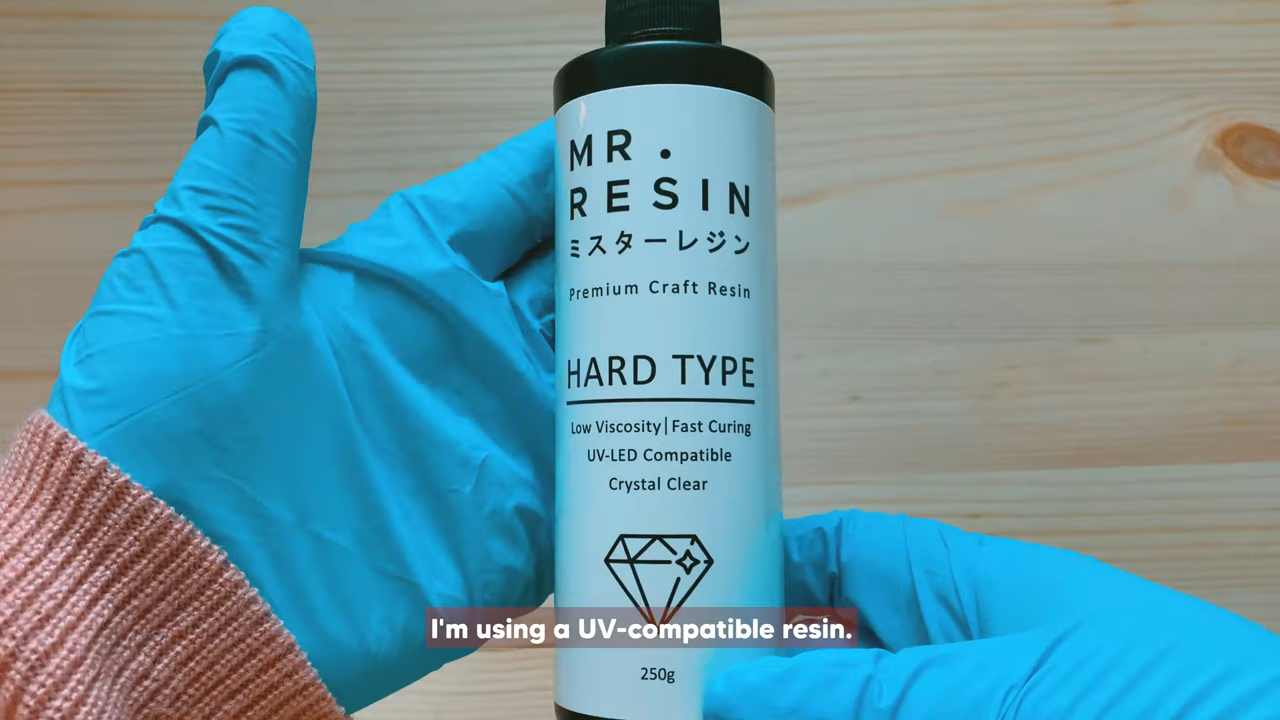 MR.
RESIN
ミスターレジン
Premium Craft Resin
HARD TYPE
Low Viscosity|Fast Curing
UV-LED Compatible
Crystal Clear
I'm using a UV-compatible resin.
250g